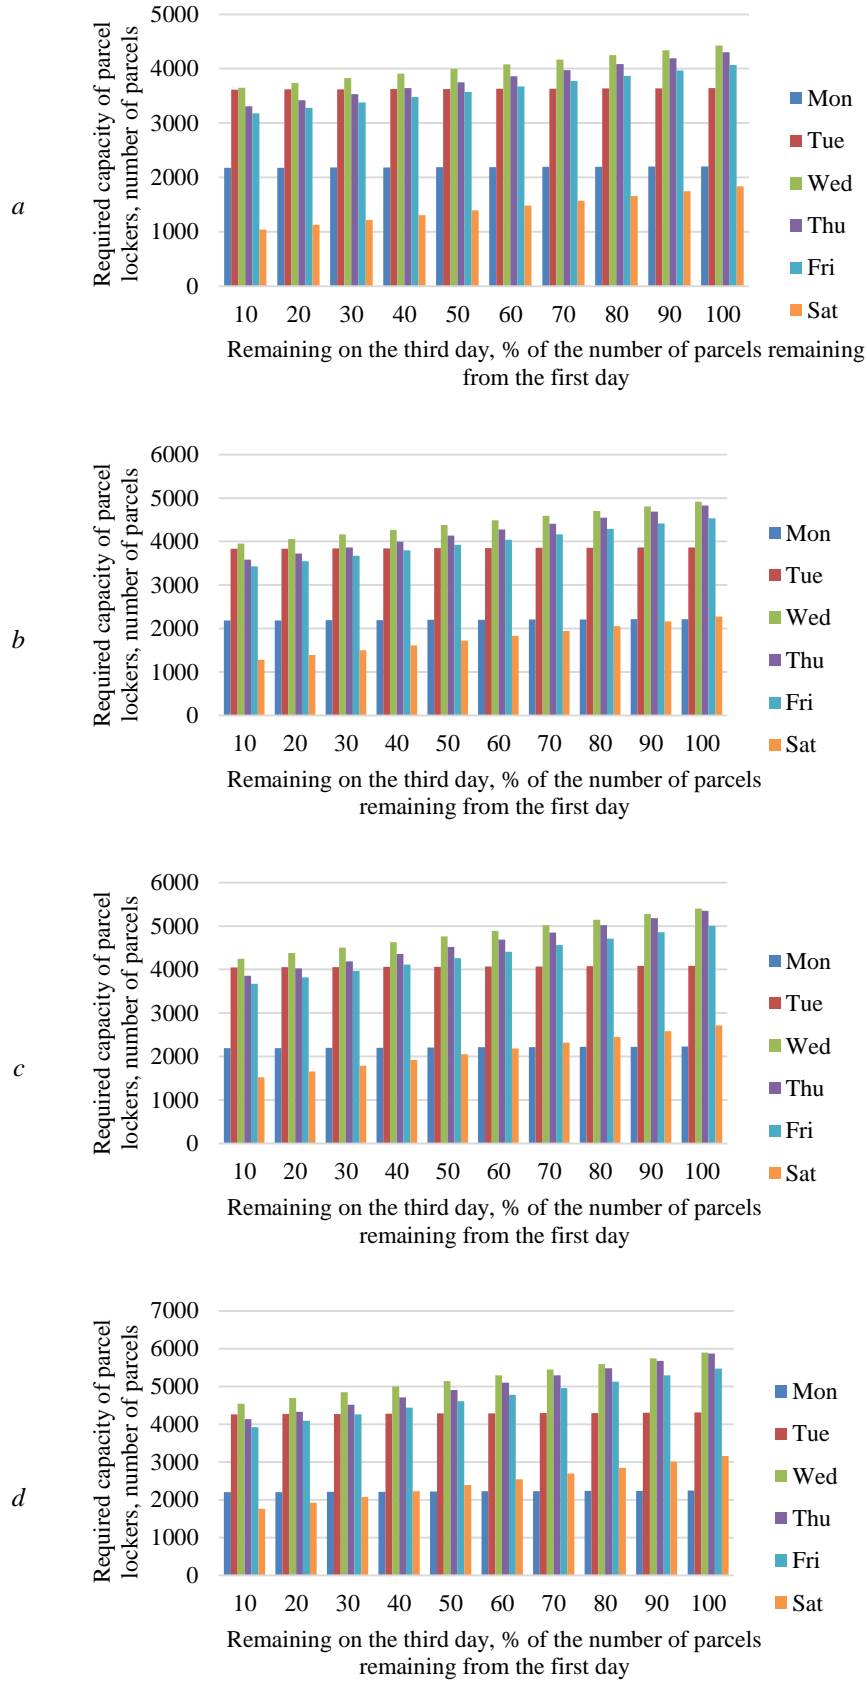 a
Required capacity of parcel
lockers, number of parcels
5000
4000
3000
2000
1000
0
10 20 30 40 50 60 70 80 90 100
Remaining on the third day, % of the number of parcels remaining
from the first day
Mon
Tue
Wed
Thu
Fri
Sat
b
Required capacity of parcel
lockers, number of parcels
6000
5000
4000
3000
2000
1000
0
10 20 30 40 50 60 70 80 90 100
Remaining on the third day, % of the number of parcels
remaining from the first day
Mon
Tue
Wed
Thu
Fri
Sat
c
Required capacity of parcel
lockers, number of parcels
6000
5000
4000
3000
2000
1000
0
10 20 30 40 50 60 70 80 90 100
Remaining on the third day, % of the number of parcels
remaining from the first day
Mon
Tue
Wed
Thu
Fri
Sat
d
Required capacity of parcel
lockers, number of parcels
7000
6000
5000
4000
3000
2000
1000
0
10 20 30 40 50 60 70 80 90 100
Remaining on the third day, % of the number of parcels
remaining from the first day
Mon
Tue
Wed
Thu
Fri
Sat